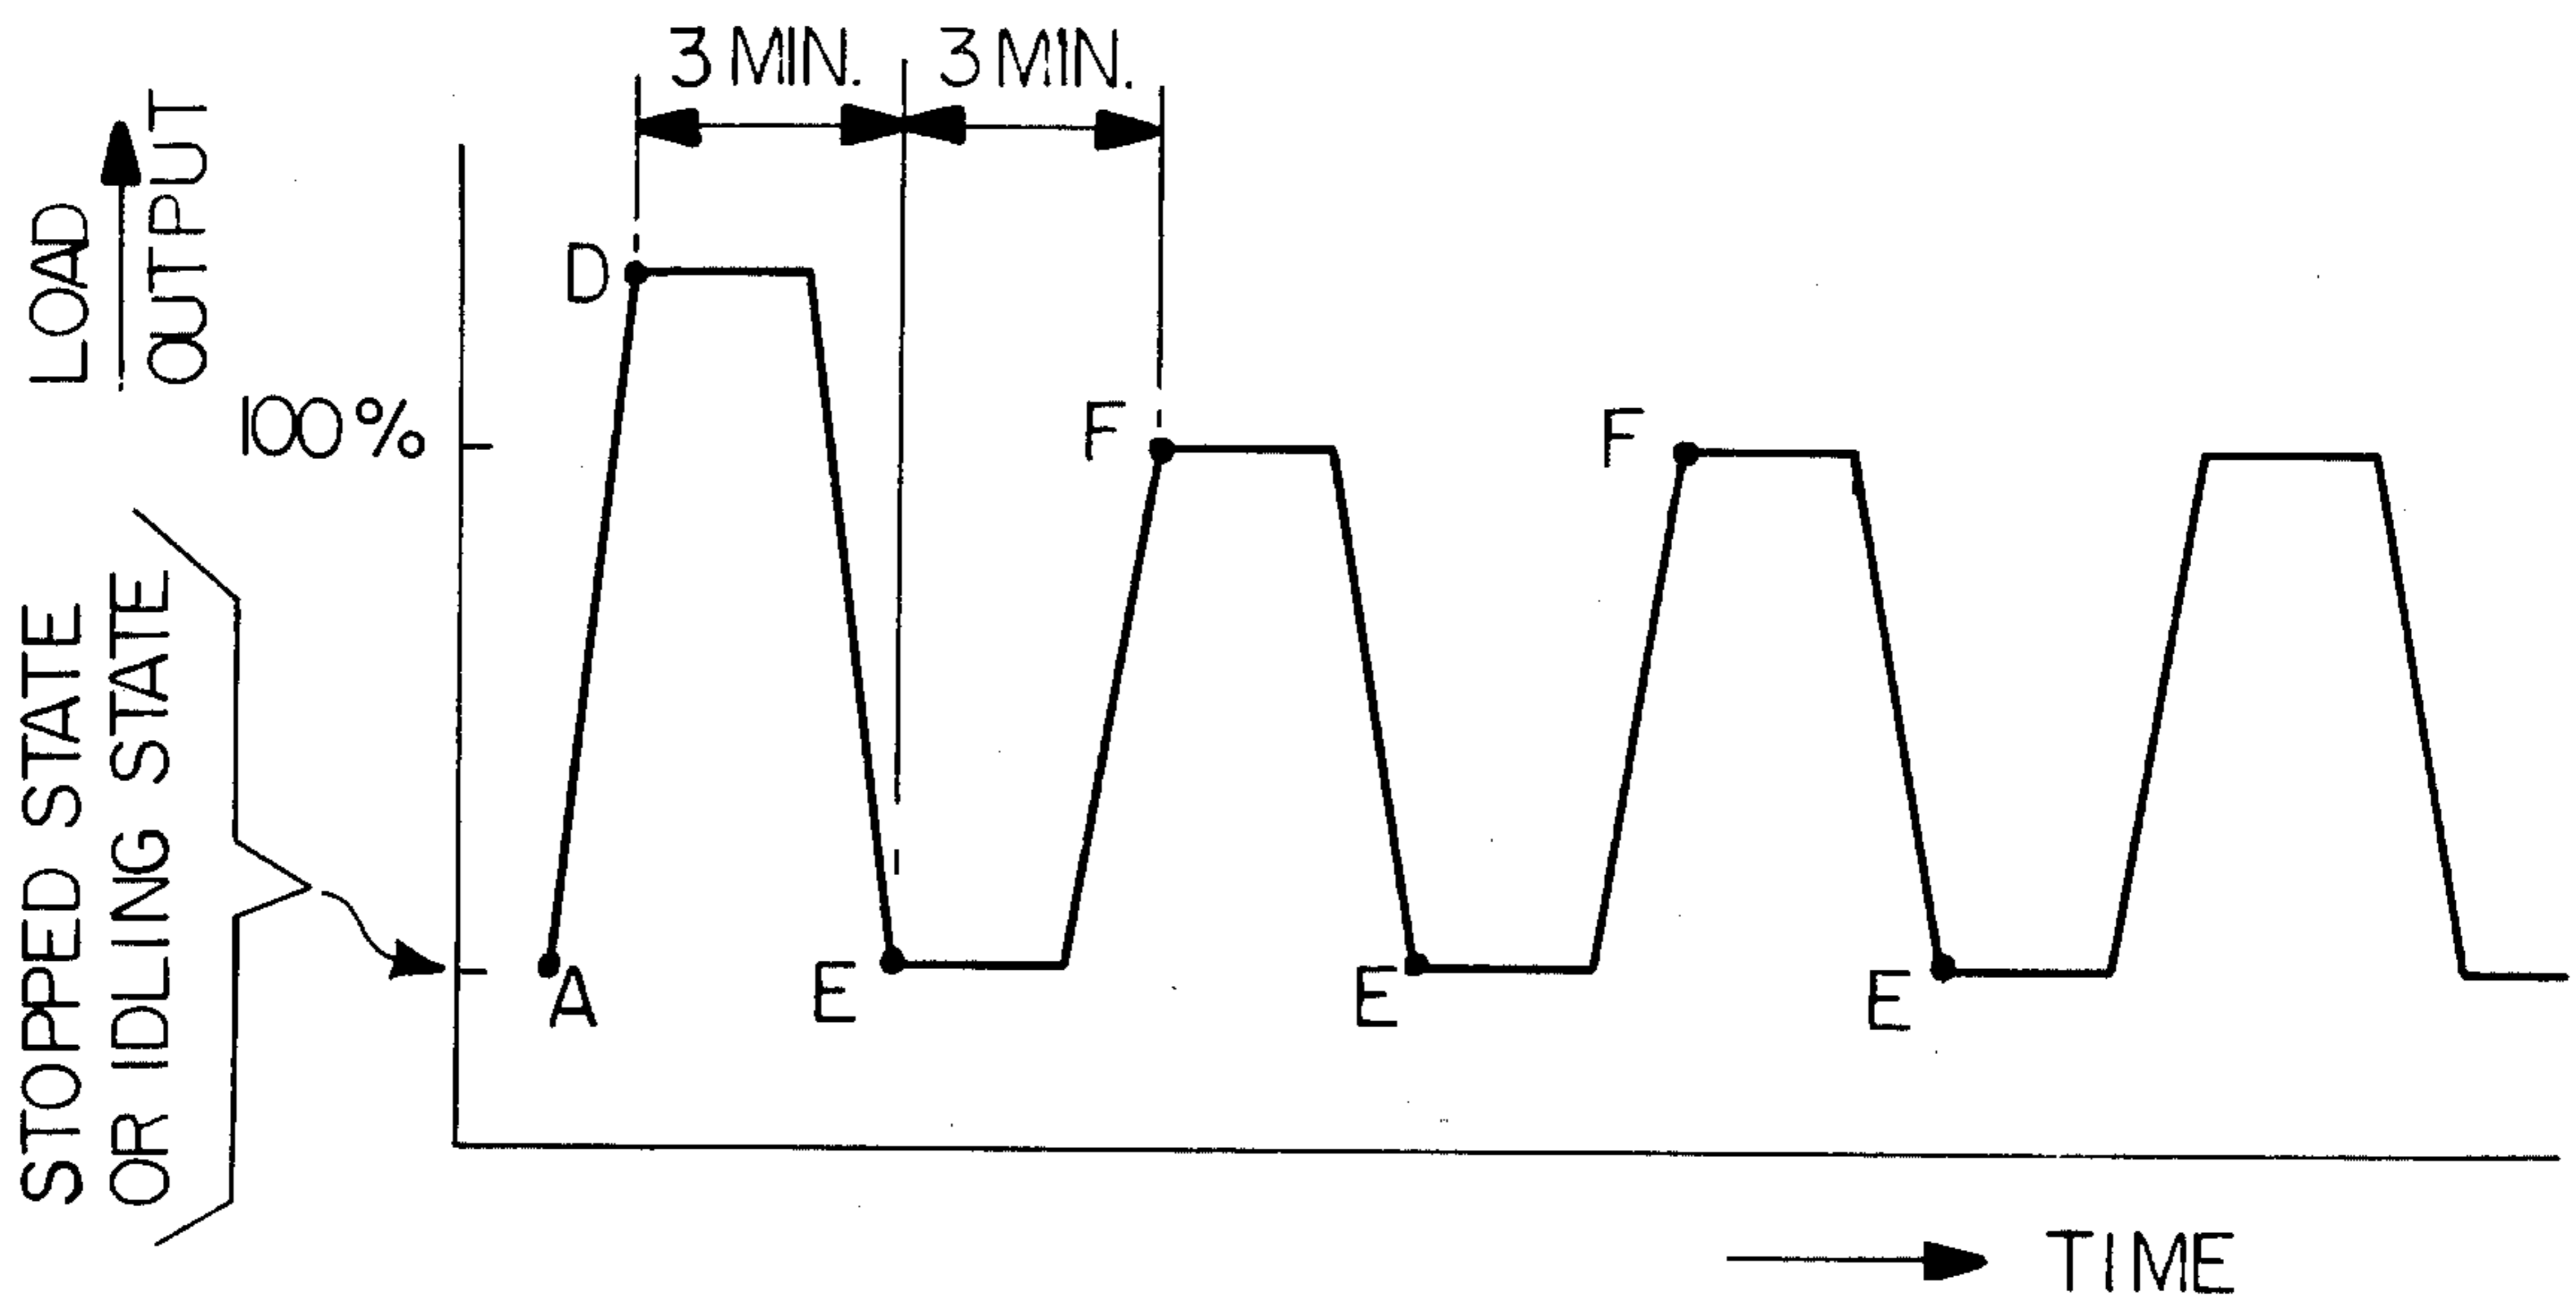 3 MIN.
3 MIN.
LOAD
OUTPUT
D
100%
F
F
STOPPED STATE
OR IDLING STATE
A
E
E
E
TIME